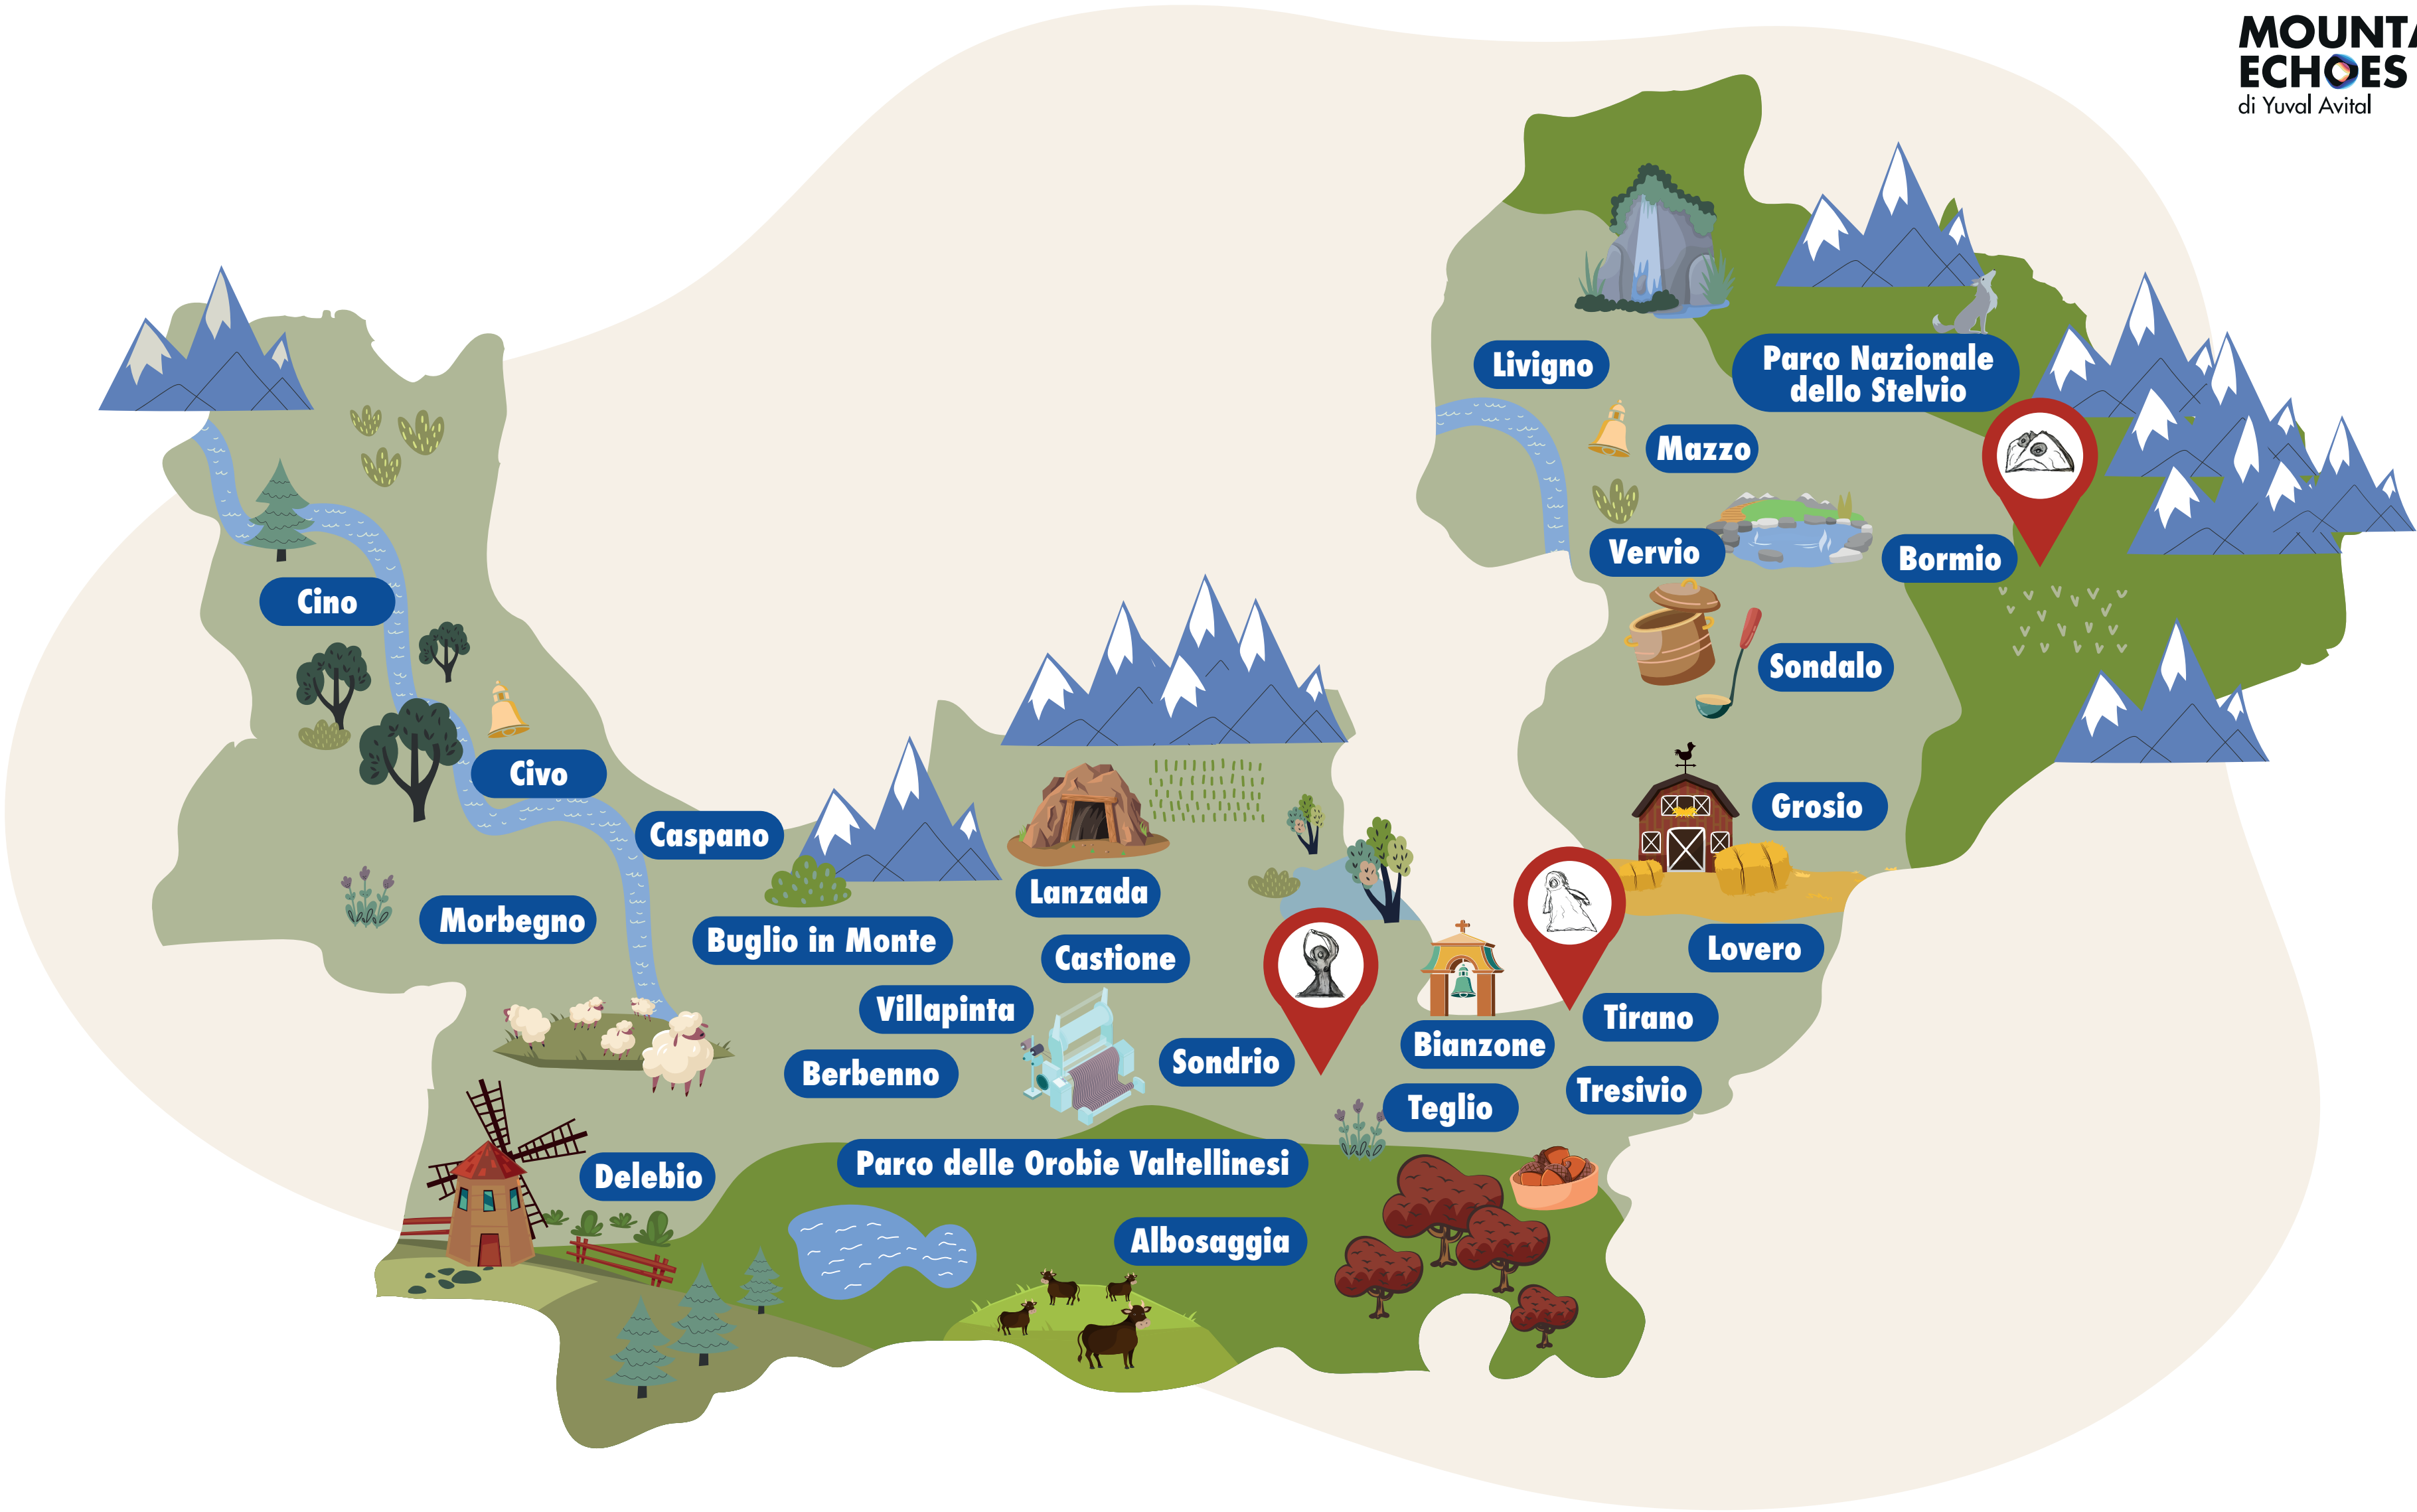 MOUNTA
ECHOES
di Yuval Avital
Livigno
Parco Nazionale
dello Stelvio
Mazzo
Vervio
Bormio
Cino
Sondalo
Civo
Grosio
Caspano
Lanzada
Morbegno
Buglio in Monte
Castione
Lovero
Villapinta
Tirano
Bianzone
Sondrio
Berbenno
Tresivio
Teglio
Parco delle Orobie Valtellinesi
Delebio
Albosaggia